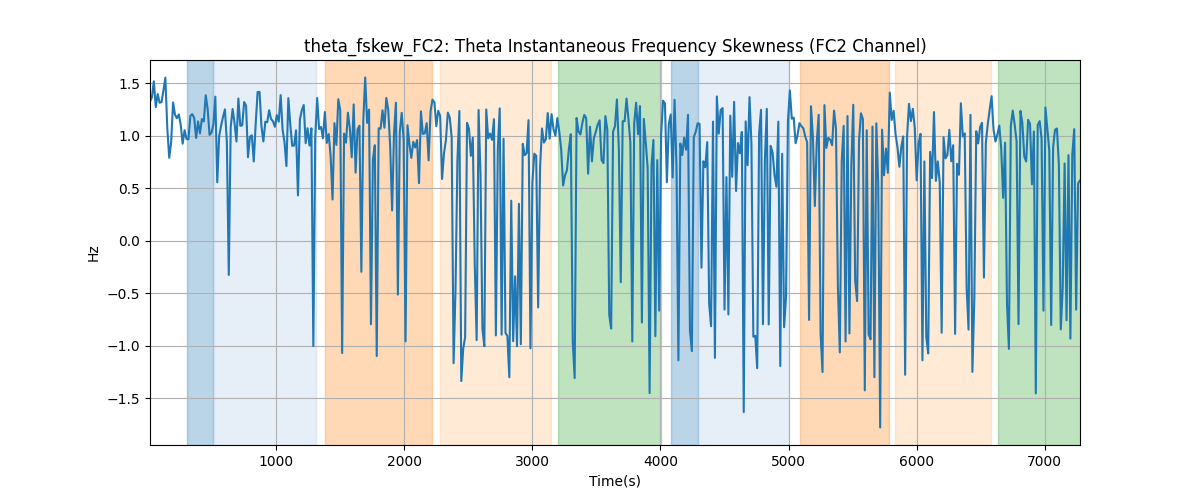 theta_fskew_FC2: Theta Instantaneous Frequency Skewness (FC2 Channel)
1.5
1.0
0.5
0.0
−0.5
−1.0
−1.5
Hz
1000 2000 3000 4000 5000 6000 7000
Time(s)